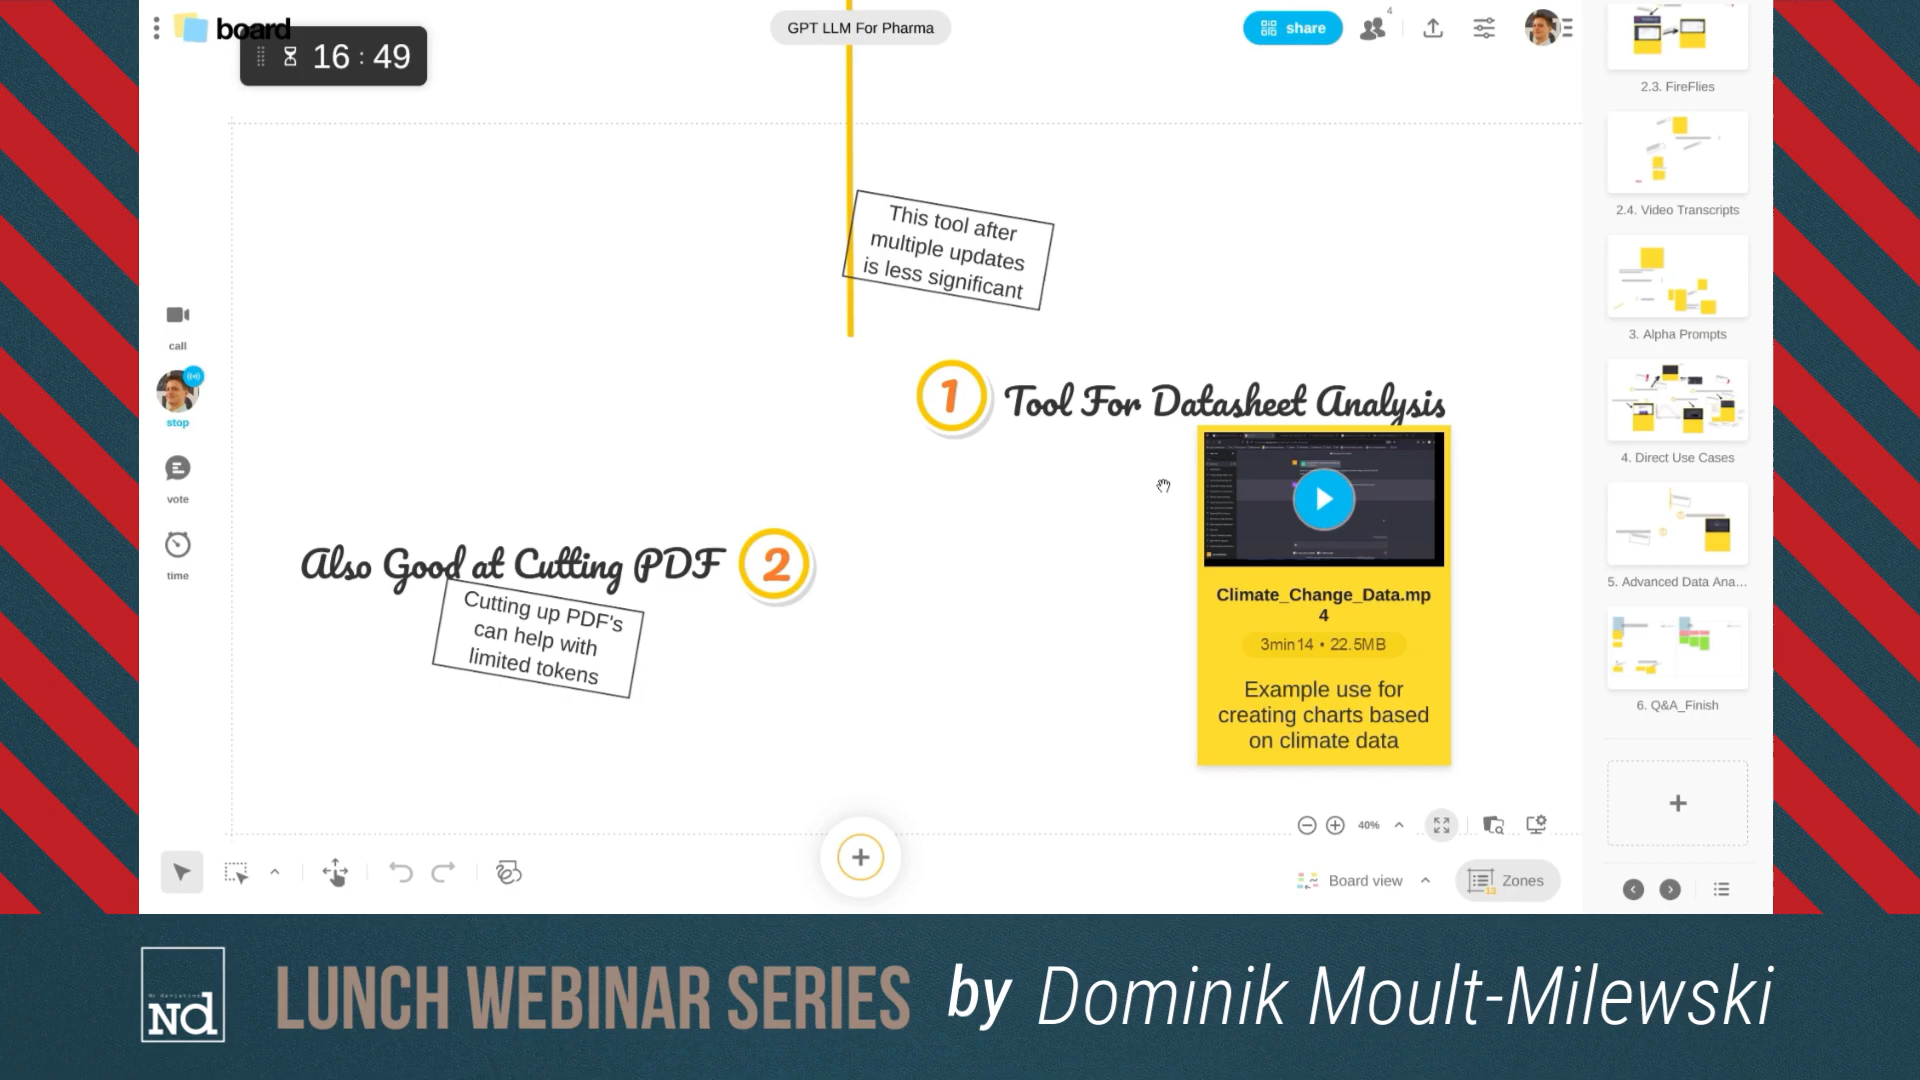 board
16 : 49
GPT LLM For Pharma
share
4
This tool after
multiple updates
is less significant
1
Tool For Datasheet Analysis
Climate_Change_Data.mp
4
3min14 • 22.5MB
Example use for
creating charts based
on climate data
Also Good at Cutting PDF
2
Cutting up PDF's
can help with
limited tokens
call
stop
vote
time
2.3. FireFlies
2.4. Video Transcripts
3. Alpha Prompts
4. Direct Use Cases
5. Advanced Data Ana...
6. Q&A_Finish
40%
Board view
13
Zones
Nd
LUNCH WEBINAR SERIES by Dominik Moult-Milewski